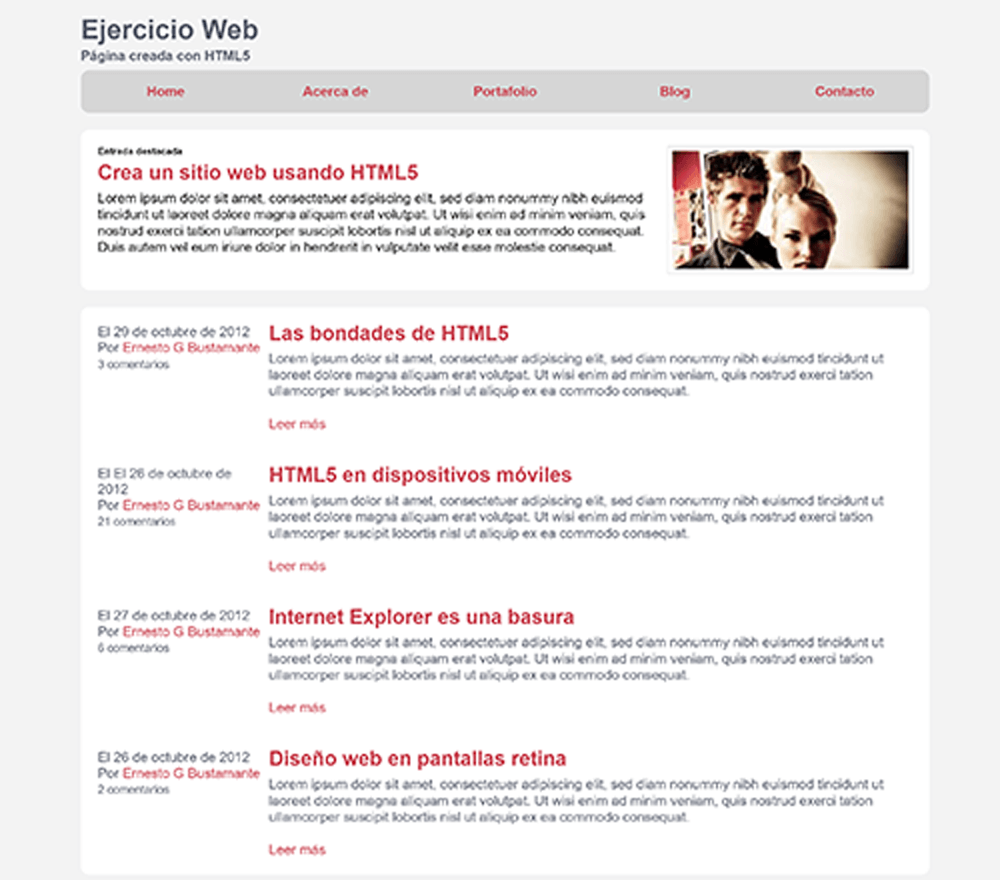 Ejercicio Web
Página creada con HTML5
Home Acerca de Portafolio Blog Contacto
Entrada destacada
Crea un sitio web usando HTML5
Lorem ipsum dolor sit amet, consectetuer adipiscing elit, sed diam nonummy nibh euismod
tincidunt ut laoreet dolore magna aliquam erat volutpat. Ut wisi enim ad minim veniam, quis
nostrud exerci tation ullamcorper suscipit lobortis nisl ut aliquip ex ea commodo consequat.
Duis autem vel eum iriure dolor in hendrerit in vulputate velit esse molestie consequat.
El 29 de octubre de 2012
Por Ernesto G Bustamante
3 comentarios
Las bondades de HTML5
Lorem ipsum dolor sit amet, consectetuer adipiscing elit, sed diam nonummy nibh euismod tincidunt ut
laoreet dolore magna aliquam erat volutpat. Ut wisi enim ad minim veniam, quis nostrud exerci tation
ullamcorper suscipit lobortis nisl ut aliquip ex ea commodo consequat.
Leer más
El El 28 de octubre de
2012
Por Ernesto G Bustamante
21 comentarios
HTML5 en dispositivos móviles
Lorem ipsum dolor sit amet, consectetuer adipiscing elit, sed diam nonummy nibh euismod tincidunt ut
laoreet dolore magna aliquam erat volutpat. Ut wisi enim ad minim veniam, quis nostrud exerci tation
ullamcorper suscipit lobortis nisl ut aliquip ex ea commodo consequat.
Leer más
El 27 de octubre de 2012
Por Ernesto G Bustamante
6 comentarios
Internet Explorer es una basura
Lorem ipsum dolor sit amet, consectetuer adipiscing elit, sed diam nonummy nibh euismod tincidunt ut
laoreet dolore magna aliquam erat volutpat. Ut wisi enim ad minim veniam, quis nostrud exerci tation
ullamcorper suscipit lobortis nisl ut aliquip ex ea commodo consequat.
Leer más
El 26 de octubre de 2012
Por Ernesto G Bustamante
2 comentarios
Diseño web en pantallas retina
Lorem ipsum dolor sit amet, consectetuer adipiscing elit, sed diam nonummy nibh euismod tincidunt ut
laoreet dolore magna aliquam erat volutpat. Ut wisi enim ad minim veniam, quis nostrud exerci tation
ullamcorper suscipit lobortis nisl ut aliquip ex ea commodo consequat.
Leer más